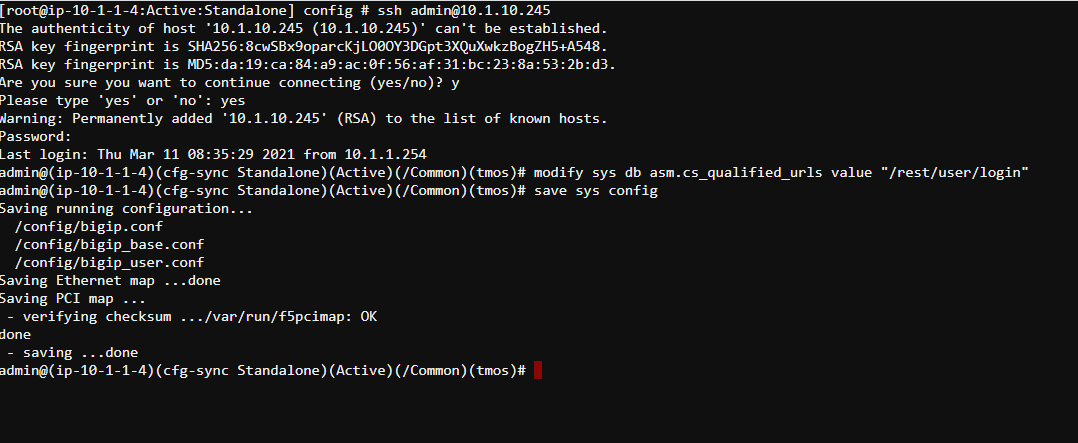 [root@ip-10-1-1-4:Active:Standalone] config # ssh admin@10.1.10.245
The authenticity of host '10.1.10.245 (10.1.10.245)' can't be established.
RSA key fingerprint is SHA256:8cwSBx9oparcKjLO0OY3DGpt3XQuXwkzBogZH5+A548.
RSA key fingerprint is MD5:da:19:ca:84:a9:ac:0f:56:af:31:bc:23:8a:53:2b:d3.
Are you sure you want to continue connecting (yes/no)? y
Please type 'yes' or 'no': yes
Warning: Permanently added '10.1.10.245' (RSA) to the list of known hosts.
Password:
Last login: Thu Mar 11 08:35:29 2021 from 10.1.1.254
admin@(ip-10-1-1-4)(cfg-sync Standalone)(Active)(/Common)(tmos)# modify sys db asm.cs_qualified_urls value "/rest/user/login"
admin@(ip-10-1-1-4)(cfg-sync Standalone)(Active)(/Common)(tmos)# save sys config
Saving running configuration...
  /config/bigip.conf
  /config/bigip_base.conf
  /config/bigip_user.conf
Saving Ethernet map ...done
Saving PCI map ...
 - verifying checksum .../var/run/f5pcimap: OK
done
 - saving ...done
admin@(ip-10-1-1-4)(cfg-sync Standalone)(Active)(/Common)(tmos)#